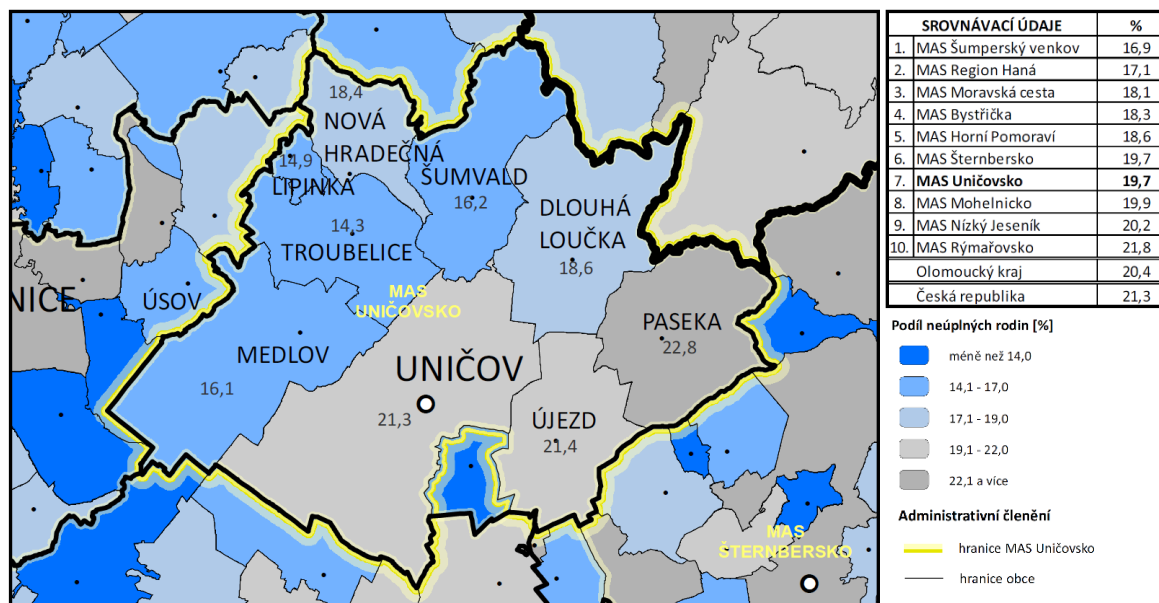 18,4
NOVÁ
HRADEČNÁ
14,9
LIPINKA
ŠUMVALD
16,2
DLOUHÁ
LOUČKA
18,6
14,3
TROUBELICE
MAS
UNIČOVSKO
NICE
ÚSOV
MEDLOV
16,1
PASEKA
22,8
UNIČOV
21,3
ÚJEZD
21,4
MAS
ŠTERNBERSKO
SROVNÁVACÍ ÚDAJE %
1. MAS Šumperský venkov 16,9
2. MAS Region Haná 17,1
3. MAS Moravská cesta 18,1
4. MAS Bystřička 18,3
5. MAS Horní Pomoraví 18,6
6. MAS Šternbersko 19,7
7. MAS Uničovsko 19,7
8. MAS Mohelnicko 19,9
9. MAS Nízký Jeseník 20,2
10. MAS Rýmařovsko 21,8
Olomoucký kraj 20,4
Česká republika 21,3
Podíl neúplných rodin [%]
méně než 14,0
14,1 - 17,0
17,1 - 19,0
19,1 - 22,0
22,1 a více
Administrativní členění
hranice MAS Uničovsko
hranice obce